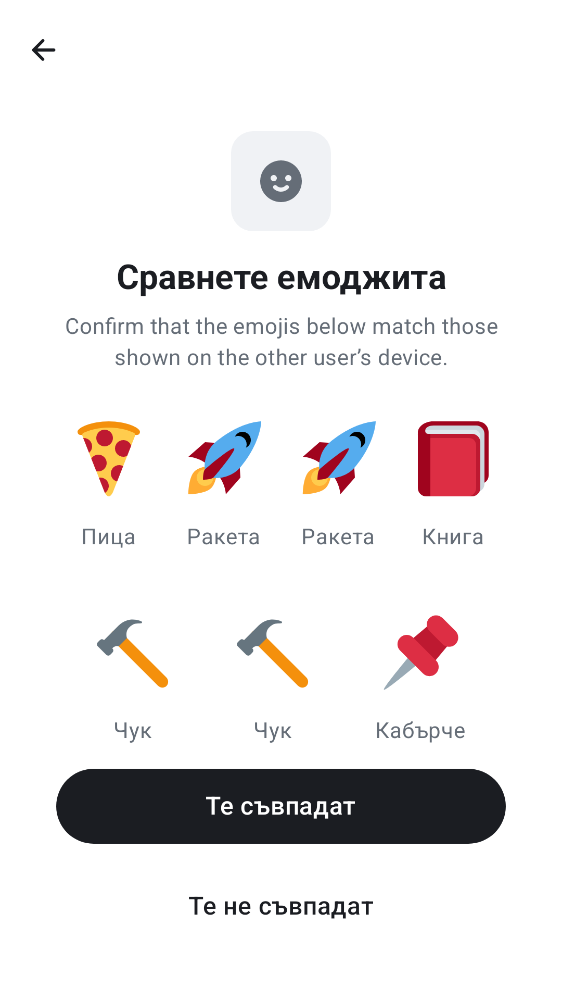 Сравнете емоджита
Confirm that the emojis below match those
shown on the other user’s device.
Пица
Ракета
Ракета
Книга
Чук
Чук
Кабърче
Те съвпадат
Те не съвпадат